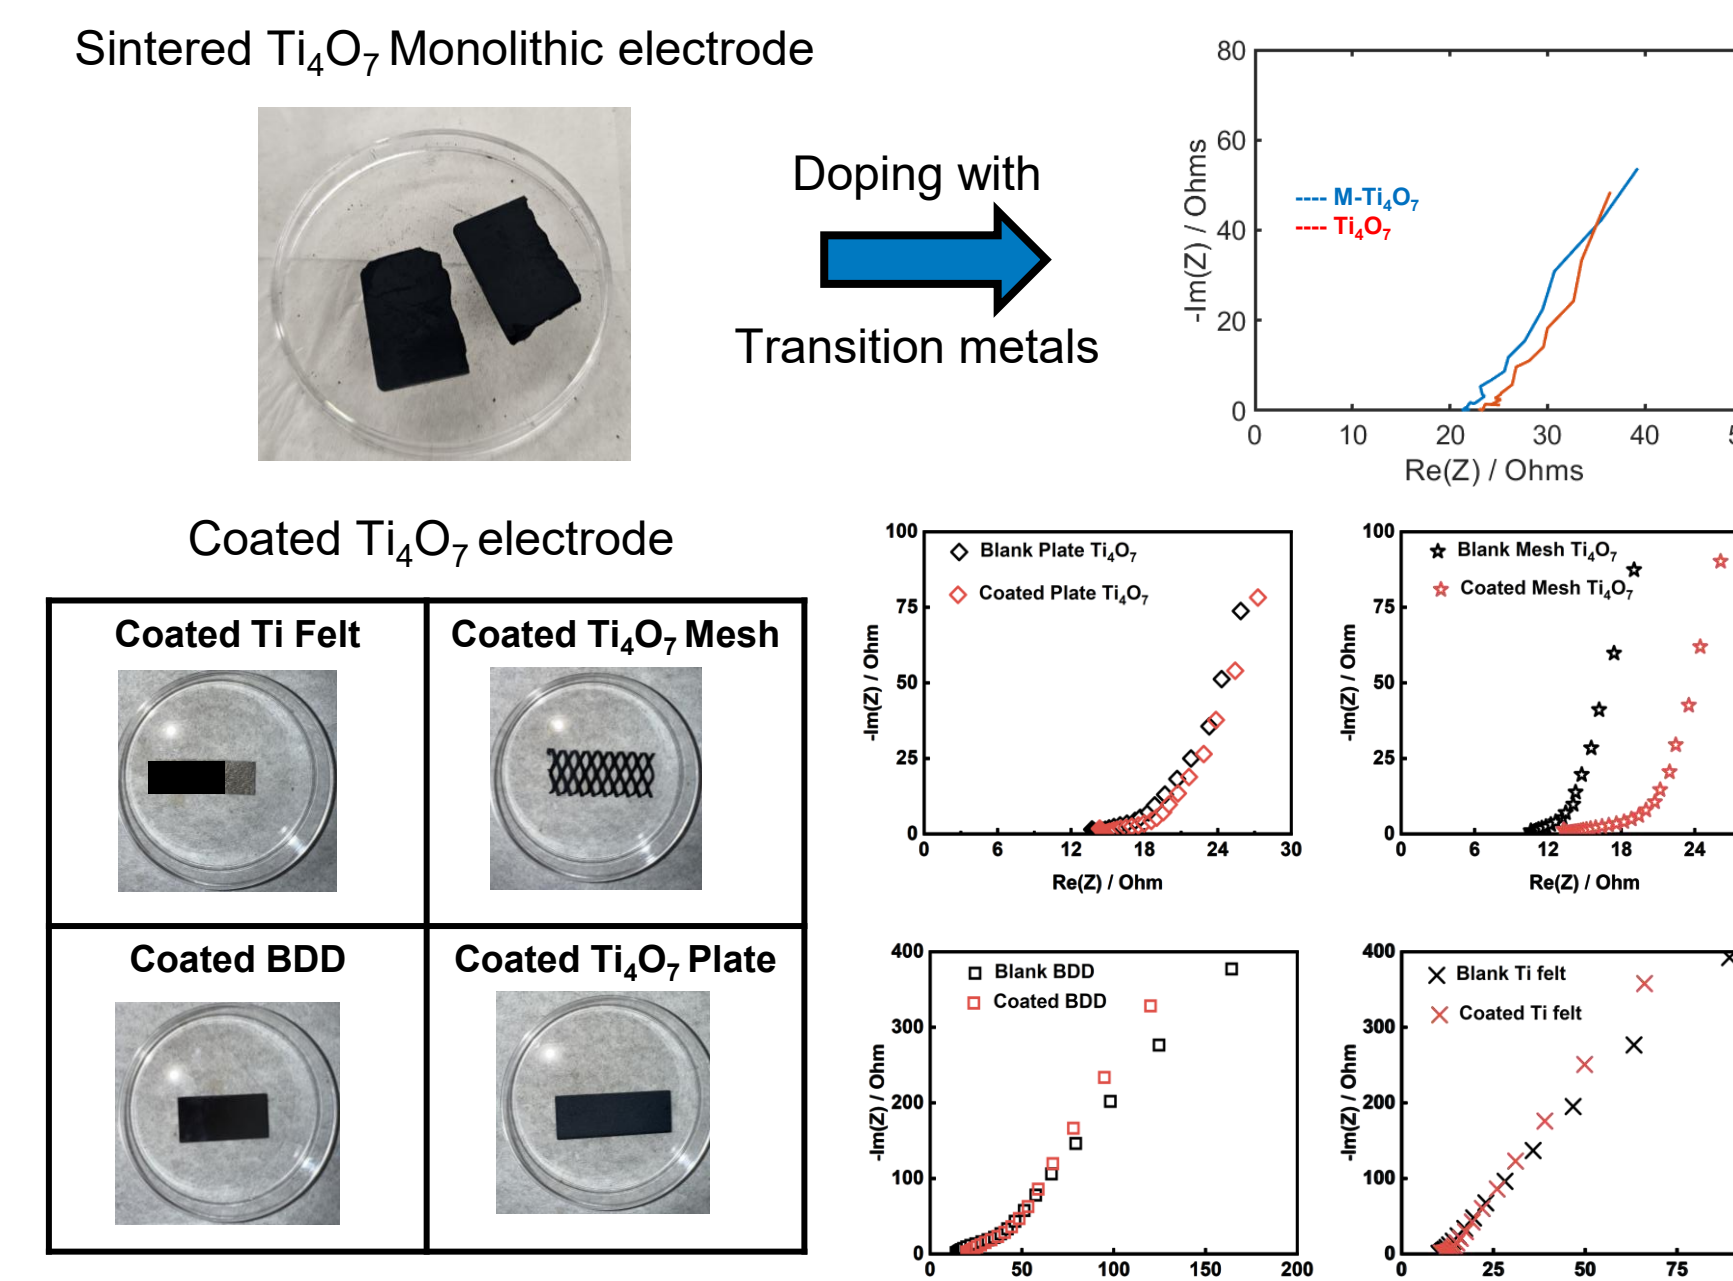 Sintered Ti₄O₇ Monolithic electrode
Doping with
Transition metals
80
60
40
20
0
-Im(Z) / Ohms
---- M-Ti₄O₇
---- Ti₄O₇
0 10 20 30 40
Re(Z) / Ohms
Coated Ti₄O₇ electrode
Coated Ti Felt
Coated Ti₄O₇ Mesh
Coated BDD
Coated Ti₄O₇ Plate
100
75
50
25
0
-Im(Z) / Ohm
Blank Plate Ti₄O₇
Coated Plate Ti₄O₇
0 6 12 18 24 30
Re(Z) / Ohm
100
75
50
25
0
-Im(Z) / Ohm
Blank Mesh Ti₄O₇
Coated Mesh Ti₄O₇
0 6 12 18 24
Re(Z) / Ohm
400
300
200
100
0
-Im(Z) / Ohm
Blank BDD
Coated BDD
0 50 100 150 200
400
300
200
100
0
-Im(Z) / Ohm
Blank Ti felt
Coated Ti felt
0 25 50 75